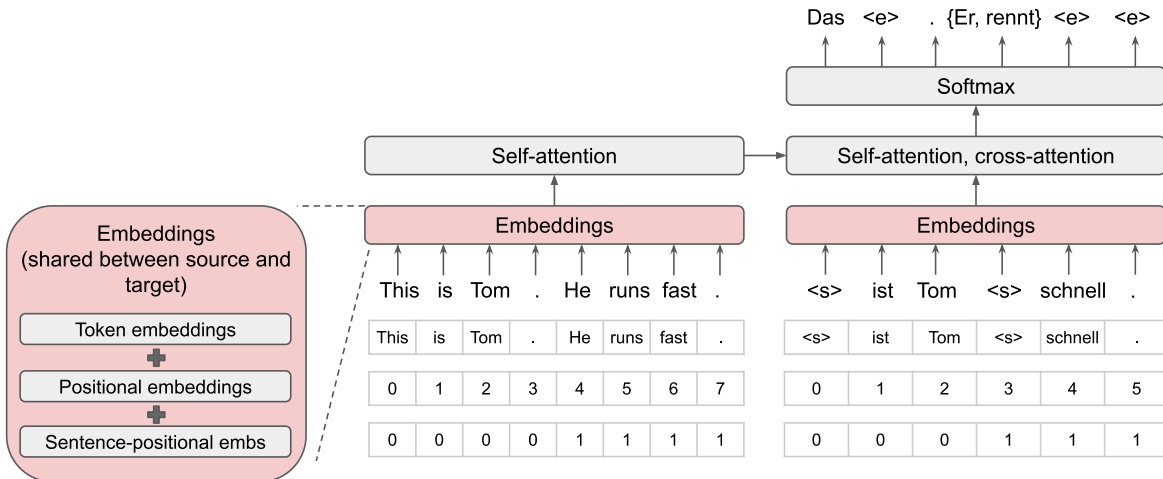 Das <e> . {Er, rennt} <e> <e>
Softmax
Self-attention
Self-attention, cross-attention
Embeddings
(shared between source and
target)
Token embeddings
Positional embeddings
Sentence-positional embs
Embeddings
This is Tom . He runs fast .
This is Tom . He runs fast .
0 1 2 3 4 5 6 7
0 0 0 0 1 1 1 1
Embeddings
<s> ist Tom <s> schnell .
<s> ist Tom <s> schnell .
0 1 2 3 4 5
0 0 0 1 1 1